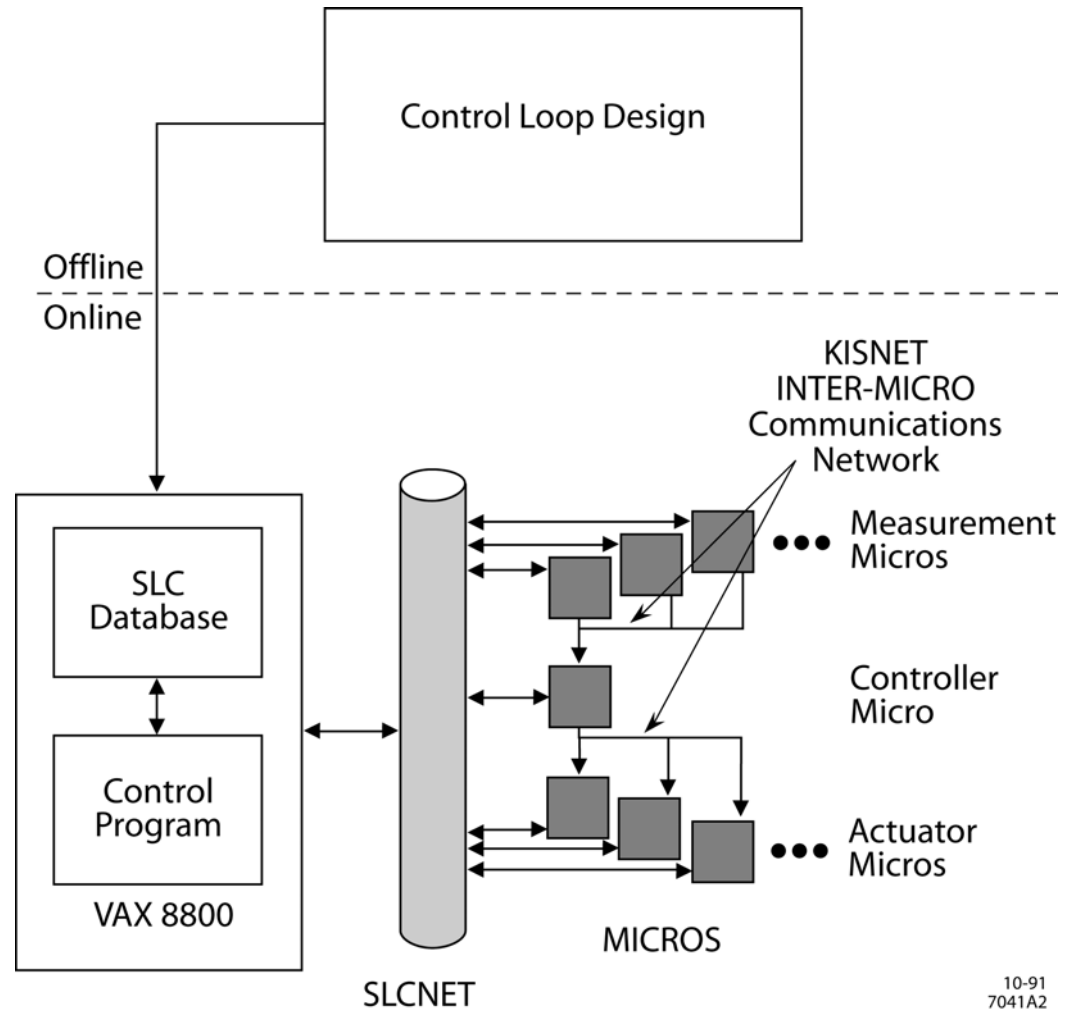 Control Loop Design
Offline
Online
KISNET
INTER-MICRO
Communications
Network
Measurement
Micros
SLC
Database
Controller
Micro
Control
Program
Actuator
Micros
VAX 8800
MICROS
SLCNET
10-91
7041A2